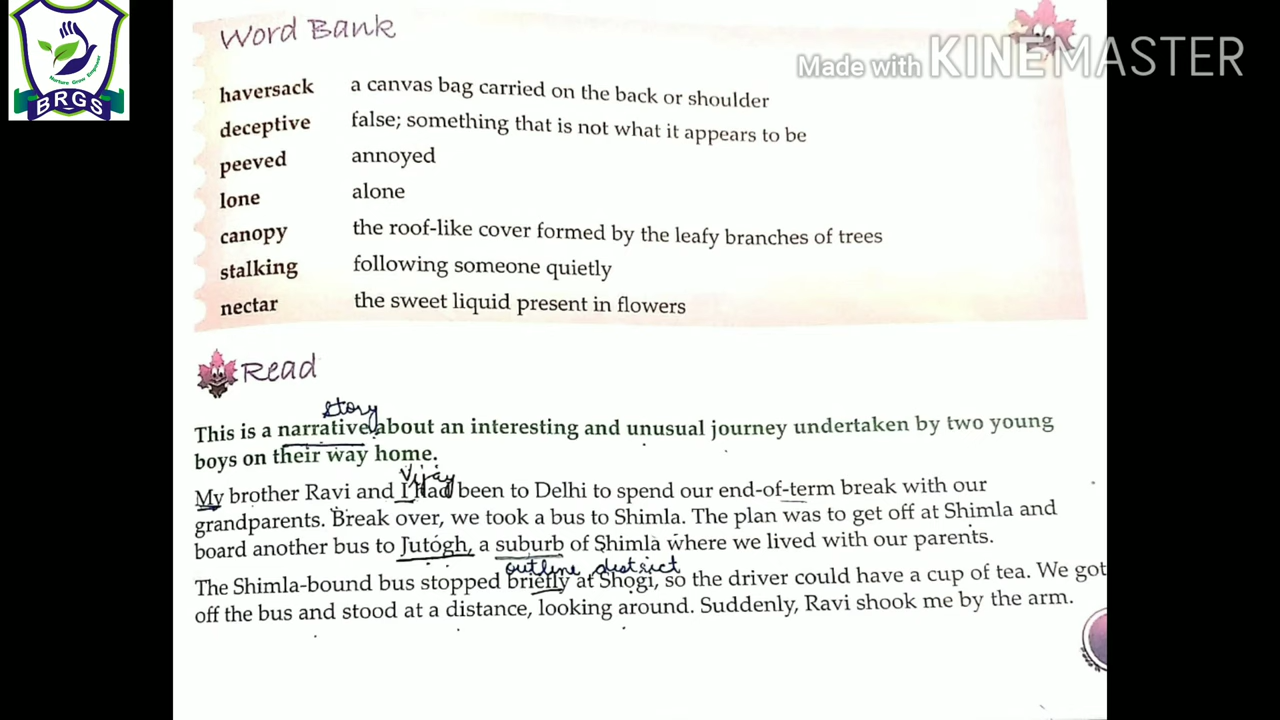 Word Bank
Made with KINEMASTER
Nurture Grow Empower
BRGS
haversack a canvas bag carried on the back or shoulder
deceptive false; something that is not what it appears to be
peeved annoyed
lone alone
canopy the roof-like cover formed by the leafy branches of trees
stalking following someone quietly
nectar the sweet liquid present in flowers
Read
story
This is a narrative about an interesting and unusual journey undertaken by two young
boys on their way home.
Vijay
My brother Ravi and I had been to Delhi to spend our end-of-term break with our
grandparents. Break over, we took a bus to Shimla. The plan was to get off at Shimla and
board another bus to Jutogh, a suburb of Shimla where we lived with our parents.
outline district
The Shimla-bound bus stopped briefly at Shogi, so the driver could have a cup of tea. We got
off the bus and stood at a distance, looking around. Suddenly, Ravi shook me by the arm.